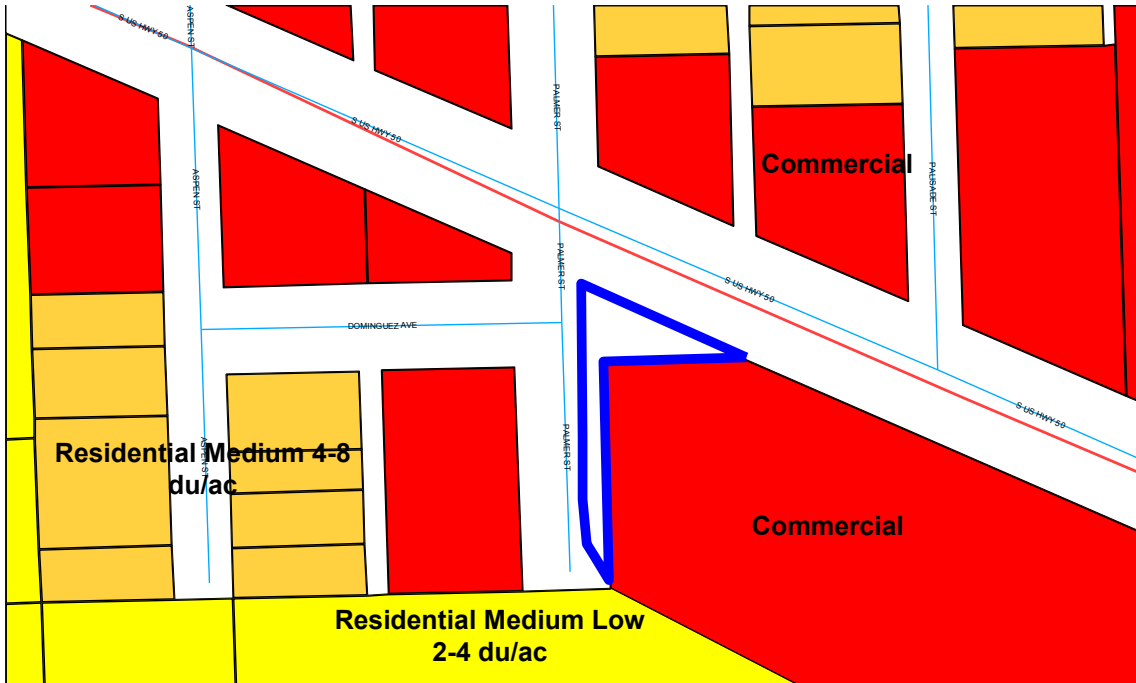 ASPEN ST
S US HWY 50
S US HWY 50
PALMER ST
Commercial
ASPEN ST
PALISADE ST
PALMER ST
S US HWY 50
DOMINGUEZ AVE
S US HWY 50
Residential Medium 4-8
du/ac
ASPEN ST
PALMER ST
Commercial
Residential Medium Low
2-4 du/ac